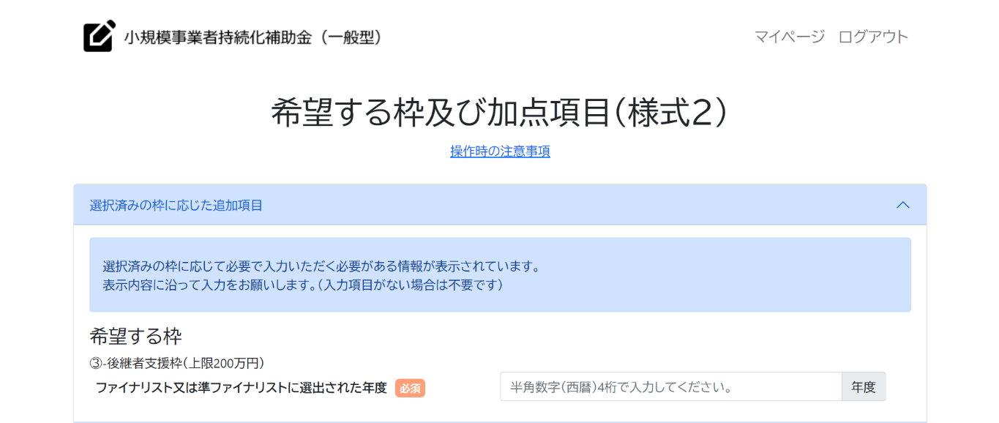 小規模事業者持続化補助金（一般型）
マイページ ログアウト
希望する枠及び加点項目（様式２）
操作時の注意事項
選択済みの枠に応じた追加項目
選択済みの枠に応じて必要で入力いただく必要がある情報が表示されています。
表示内容に沿って入力をお願いします。（入力項目がない場合は不要です）
希望する枠
③-後継者支援枠（上限200万円）
ファイナリスト又は準ファイナリストに選出された年度 必須 半角数字（西暦）4桁で入力してください。 年度